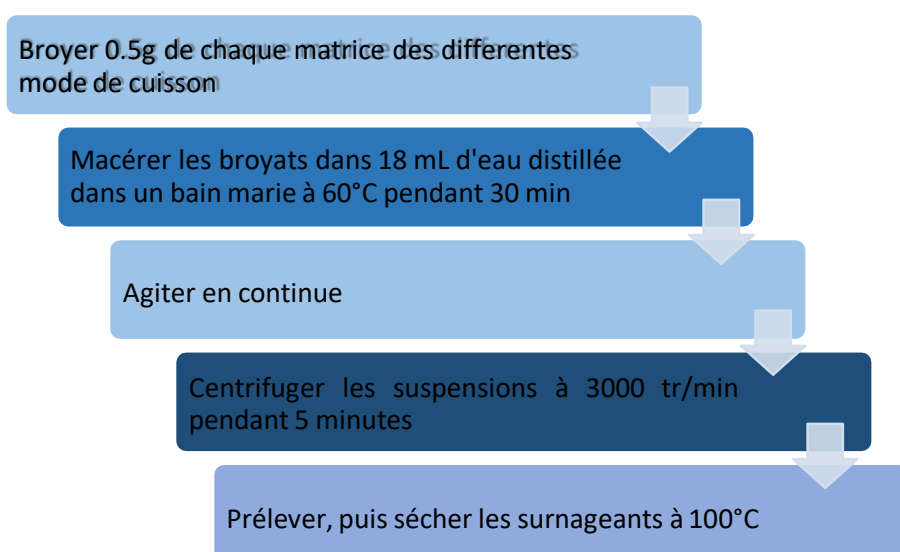 Broyer 0.5g de chaque matrice des differentes
mode de cuisson
Macérer les broyats dans 18 mL d'eau distillée
dans un bain marie à 60°C pendant 30 min
Agiter en continue
Centrifuger les suspensions à 3000 tr/min
pendant 5 minutes
Prélever, puis sécher les surnageants à 100°C